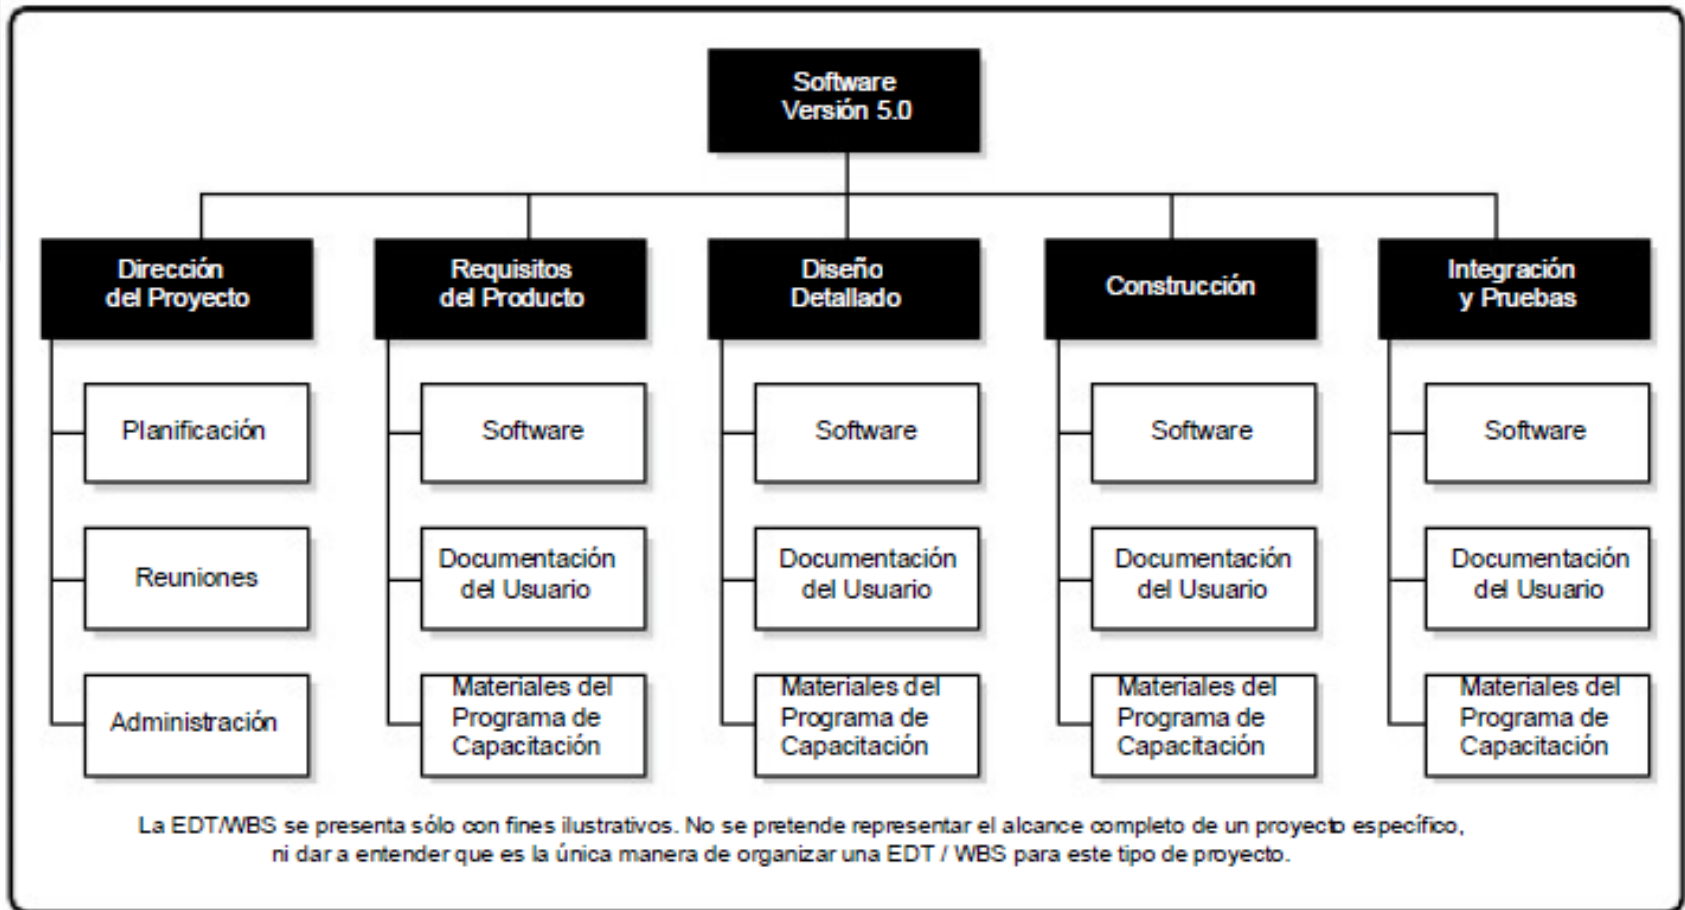 Software
Versión 5.0
Dirección
del Proyecto
Requisitos
del Producto
Diseño
Detallado
Construcción
Integración
y Pruebas
Planificación
Software
Software
Software
Software
Reuniones
Documentación
del Usuario
Documentación
del Usuario
Documentación
del Usuario
Documentación
del Usuario
Administración
Materiales del
Programa de
Capacitación
Materiales del
Programa de
Capacitación
Materiales del
Programa de
Capacitación
Materiales del
Programa de
Capacitación
La EDT/WBS se presenta sólo con fines ilustrativos. No se pretende representar el alcance completo de un proyecto específico,
ni dar a entender que es la única manera de organizar una EDT / WBS para este tipo de proyecto.